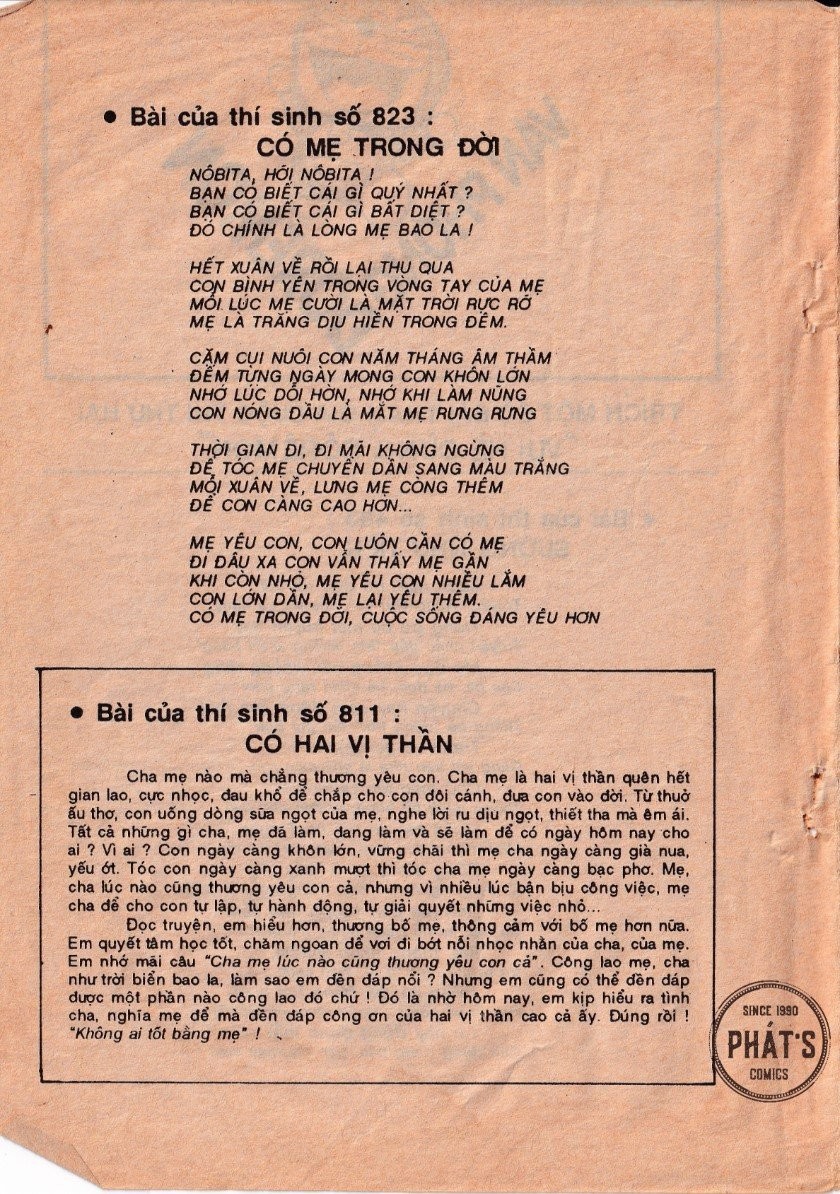 • Bài của thí sinh số 823 :
CÓ MẸ TRONG ĐỜI
NÔBITA, HỠI NÔBITA !
BẠN CÓ BIẾT CÁI GÌ QUÝ NHẤT ?
BẠN CÓ BIẾT CÁI GÌ BẤT DIỆT ?
ĐÓ CHÍNH LÀ LÒNG MẸ BAO LA !
HẾT XUÂN VỀ RỒI LẠI THU QUA
CON BÌNH YÊN TRONG VÒNG TAY CỦA MẸ
MỖI LÚC MẸ CƯỜI LÀ MẶT TRỜI RỰC RỠ
MẸ LÀ TRĂNG DỊU HIỀN TRONG ĐÊM.
CẶM CỤI NUÔI CON NĂM THÁNG ÂM THẦM
ĐẾM TỪNG NGÀY MONG CON KHÔN LỚN
NHỚ LÚC DỖI HỜN, NHỚ KHI LÀM NŨNG
CON NÓNG ĐẦU LÀ MẮT MẸ RƯNG RƯNG
THỜI GIAN ĐI, ĐI MÃI KHÔNG NGỪNG
ĐỂ TÓC MẸ CHUYỂN DẦN SANG MÀU TRẮNG
MỖI XUÂN VỀ, LƯNG MẸ CÒNG THÊM
ĐỂ CON CÀNG CAO HƠN...
MẸ YÊU CON, CON LUÔN CẦN CÓ MẸ
ĐI ĐÂU XA CON VẪN THẤY MẸ GẦN
KHI CÒN NHỎ, MẸ YÊU CON NHIỀU LẮM
CON LỚN DẦN, MẸ LẠI YÊU THÊM.
CÓ MẸ TRONG ĐỜI, CUỘC SỐNG ĐÁNG YÊU HƠN
• Bài của thí sinh số 811 :
CÓ HAI VỊ THẦN
Cha mẹ nào mà chẳng thương yêu con. Cha mẹ là hai vị thần quên hết
gian lao, cực nhọc, đau khổ để chắp cho con đôi cánh, đưa con vào đời. Từ thuở
ấu thơ, con uống dòng sữa ngọt của mẹ, nghe lời ru dịu ngọt, thiết tha mà êm ái.
Tất cả những gì cha, mẹ đã làm, đang làm và sẽ làm để có ngày hôm nay cho
ai ? Vì ai ? Con ngày càng khôn lớn, vững chãi thì mẹ cha ngày càng già nua,
yếu ớt. Tóc con ngày càng xanh mượt thì tóc cha mẹ ngày càng bạc phơ. Mẹ,
cha lúc nào cũng thương yêu con cả, nhưng vì nhiều lúc bận bịu công việc, mẹ
cha để cho con tự lập, tự hành động, tự giải quyết những việc nhỏ...
Đọc truyện, em hiểu hơn, thương bố mẹ, thông cảm với bố mẹ hơn nữa.
Em quyết tâm học tốt, chăm ngoan để vơi đi bớt nỗi nhọc nhằn của cha, của mẹ.
Em nhớ mãi câu "Cha mẹ lúc nào cũng thương yêu con cả". Công lao mẹ, cha
như trời biển bao la, làm sao em đền đáp nổi ? Nhưng em cũng có thể đền đáp
được một phần nào công lao đó chứ ! Đó là nhờ hôm nay, em kịp hiểu ra tình
cha, nghĩa mẹ để mà đền đáp công ơn của hai vị thần cao cả ấy. Đúng rồi !
"Không ai tốt bằng mẹ" !
SINCE 1990
PHÁT'S
COMICS